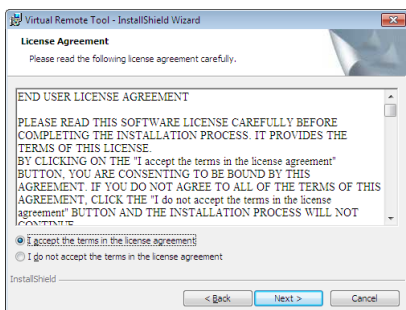 Virtual Remote Tool - InstallShield Wizard
License Agreement
Please read the following license agreement carefully.
END USER LICENSE AGREEMENT
PLEASE READ THIS SOFTWARE LICENSE CAREFULLY BEFORE
COMPLETING THE INSTALLATION PROCESS. IT PROVIDES THE
TERMS OF THIS LICENSE.
BY CLICKING ON THE "I accept the terms in the license agreement"
BUTTON, YOU ARE CONSENTING TO BE BOUND BY THIS
AGREEMENT. IF YOU DO NOT AGREE TO ALL OF THE TERMS OF THIS
AGREEMENT, CLICK THE "I do not accept the terms in the license
agreement" BUTTON AND THE INSTALLATION PROCESS WILL NOT
CONTINUE
I accept the terms in the license agreement
I do not accept the terms in the license agreement
InstallShield
< Back Next > Cancel